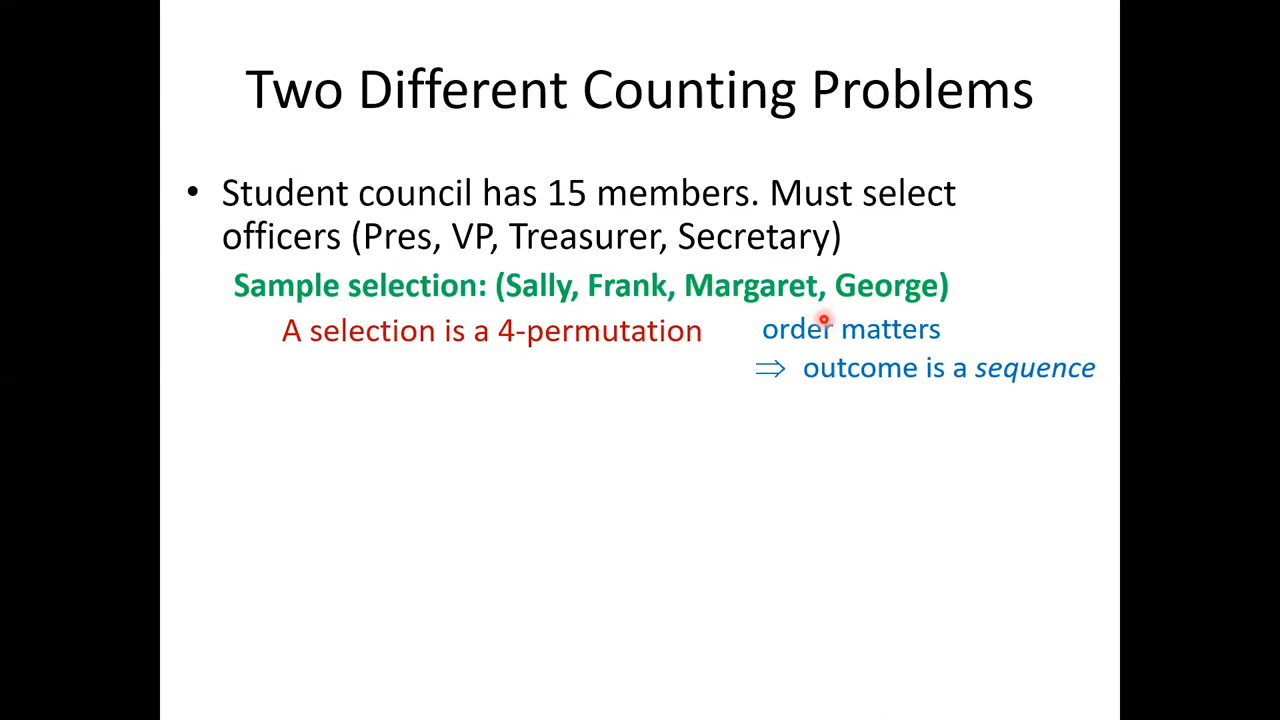 Two Different Counting Problems
• Student council has 15 members. Must select
officers (Pres, VP, Treasurer, Secretary)
Sample selection: (Sally, Frank, Margaret, George)
A selection is a 4-permutation order matters
⇒ outcome is a sequence